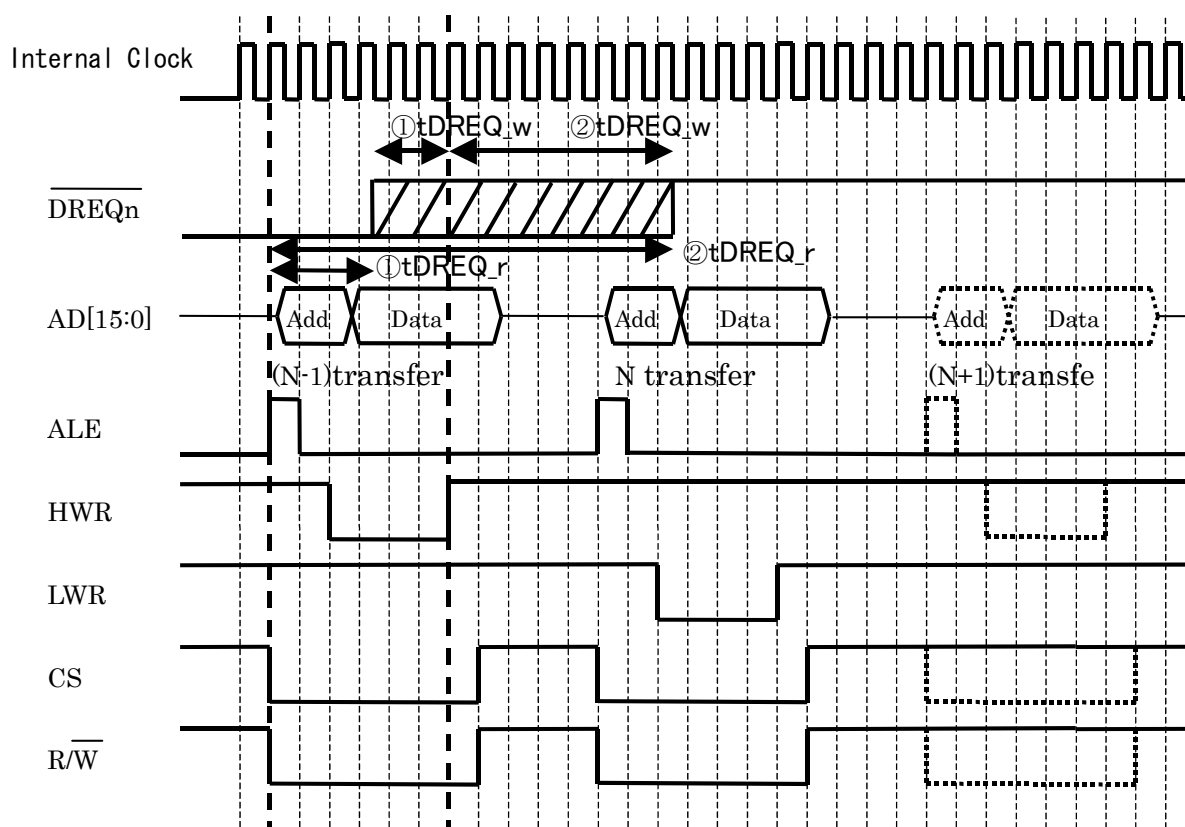 Internal Clock
①tDREQ_w ②tDREQ_w
DREQn
②tDREQ_r
①tDREQ_r
AD[15:0] Add Data Add Data Add Data
(N-1)transfer N transfer (N+1)transfe
ALE
HWR
LWR
CS
R/W